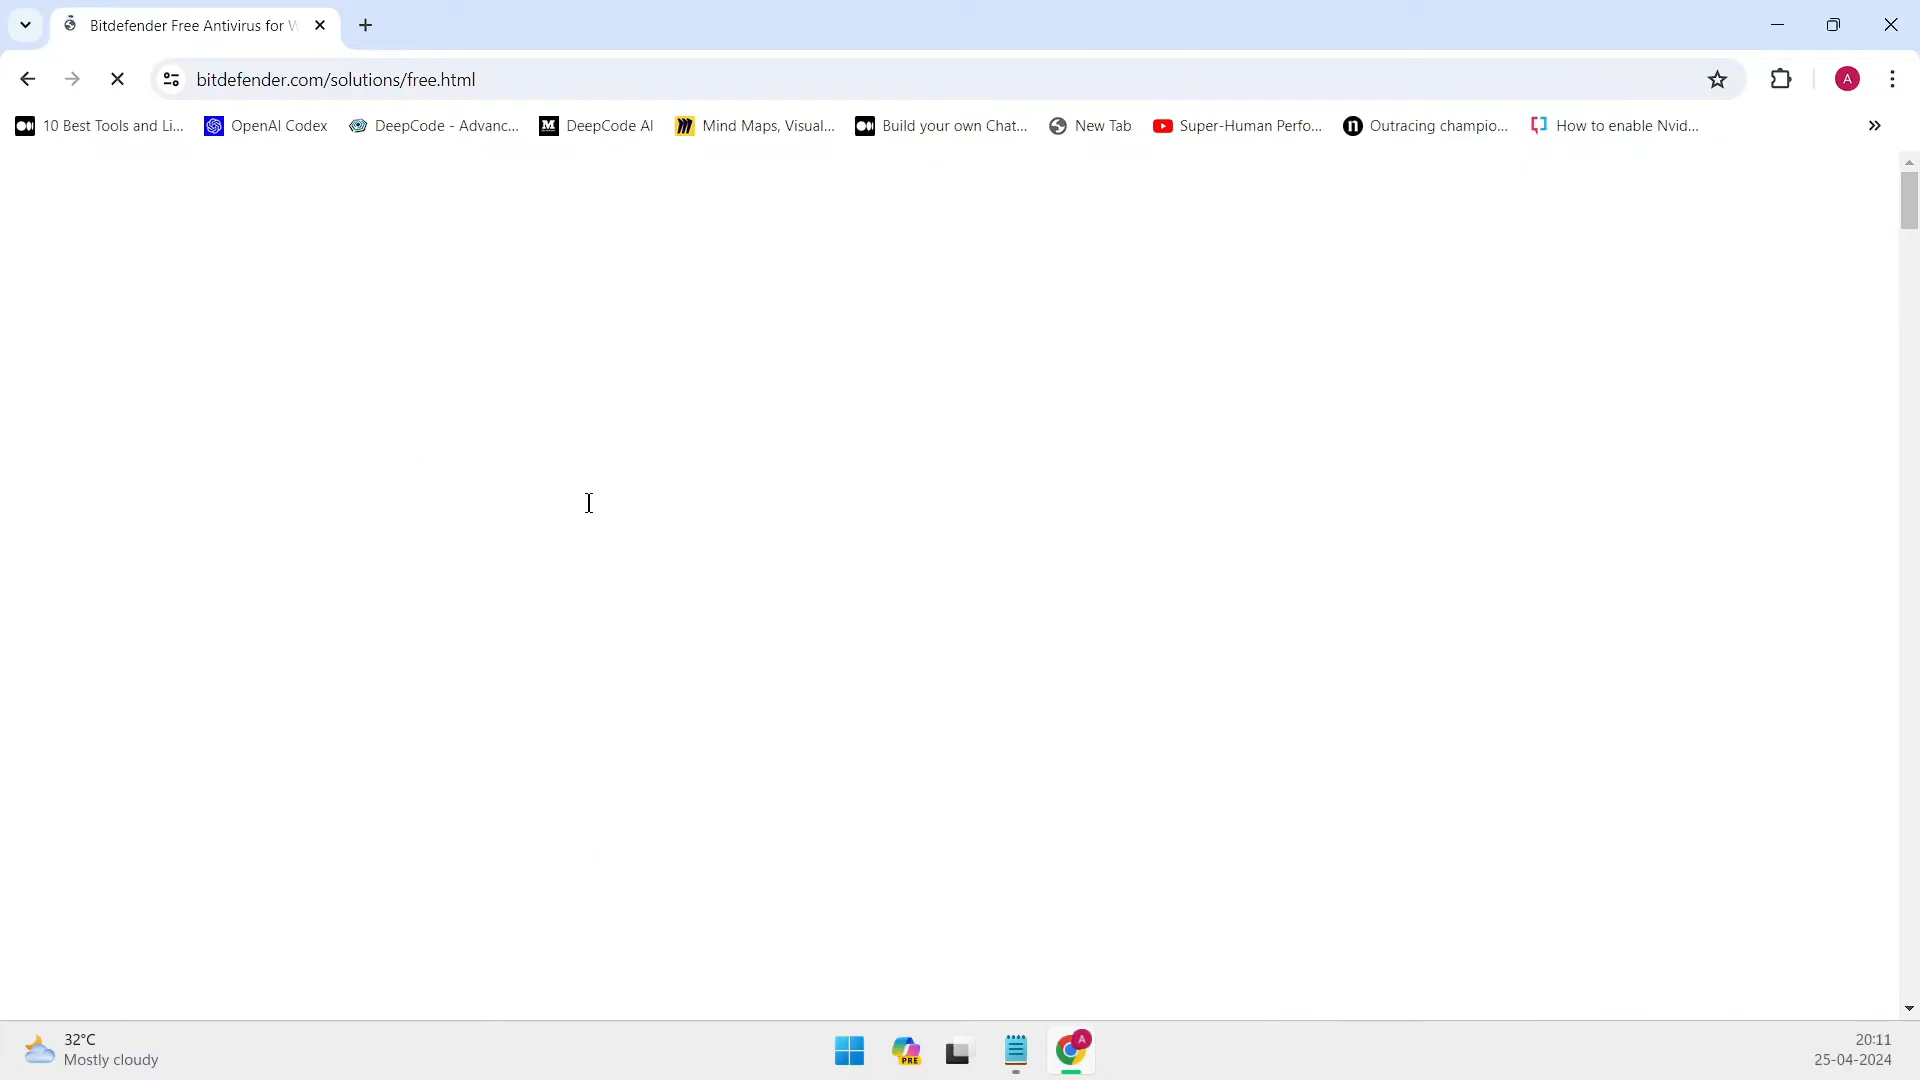 Bitdefender Free Antivirus for W
bitdefender.com/solutions/free.html
A
10 Best Tools and Li...
OpenAI Codex
DeepCode - Advanc...
DeepCode AI
Mind Maps, Visual...
Build your own Chat...
New Tab
Super-Human Perfo...
Outracing champio...
How to enable Nvid...
32°C
Mostly cloudy
PRE
A
20:11
25-04-2024